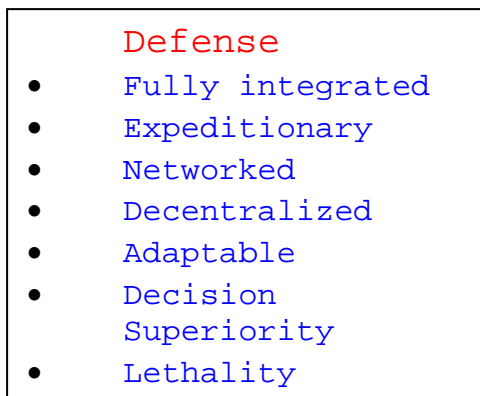 Defense
• Fully integrated
• Expeditionary
• Networked
• Decentralized
• Adaptable
• Decision
Superiority
• Lethality